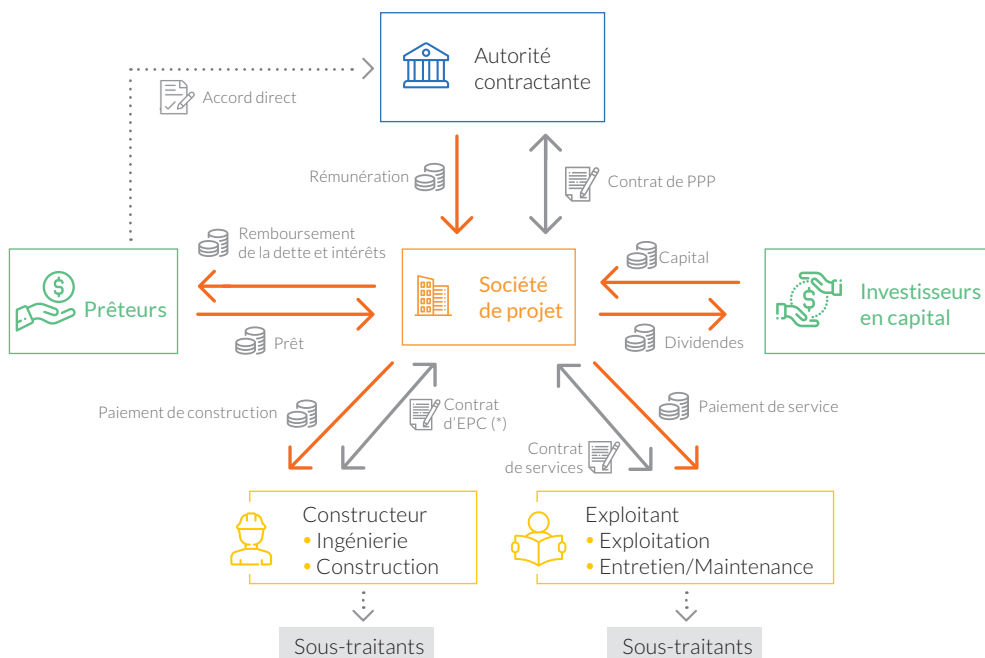 Autorité
contractante
Accord direct
Rémunération
Contrat de PPP
Remboursement
de la dette et intérêts
Capital
Prêteurs
Société
de projet
Investisseurs
en capital
Prêt
Dividendes
Paiement de construction
Contrat
d'EPC (*)
Paiement de service
Contrat
de services
Constructeur
• Ingénierie
• Construction
Exploitant
• Exploitation
• Entretien/Maintenance
Sous-traitants
Sous-traitants